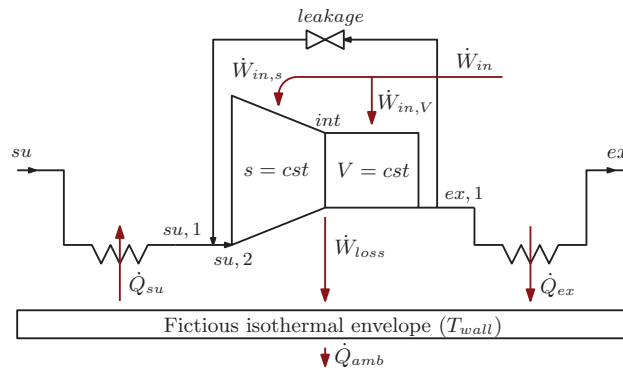 leakage
Ẇin,s
Ẇin
Ẇin,V
int
su
s = cst
V = cst
ex,1
ex
su,1
su,2
Q̇su
Ẇloss
Q̇ex
Fictious isothermal envelope (Twall)
Q̇amb